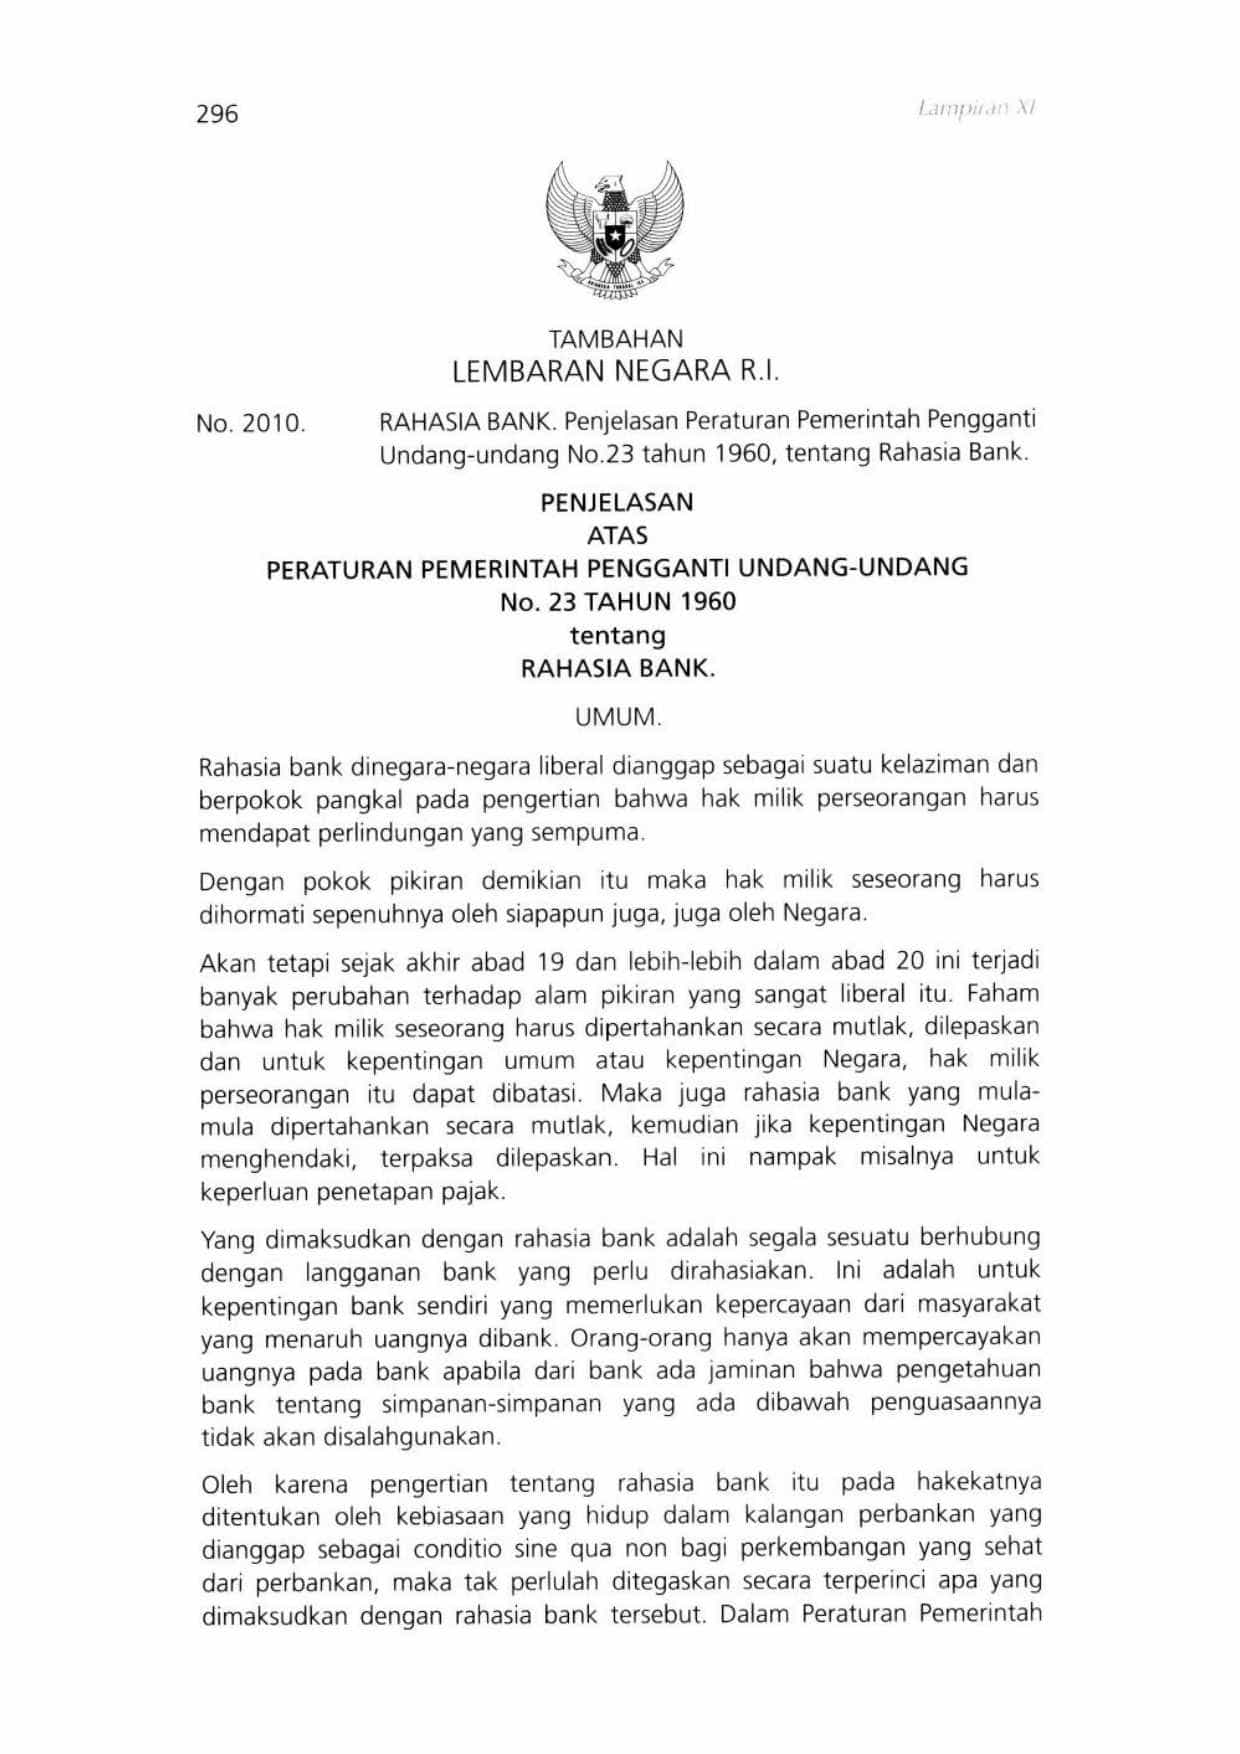 296
Lampiran XI
TAMBAHAN
LEMBARAN NEGARA R.I.
No. 2010. RAHASIA BANK. Penjelasan Peraturan Pemerintah Pengganti
Undang-undang No.23 tahun 1960, tentang Rahasia Bank.
PENJELASAN
ATAS
PERATURAN PEMERINTAH PENGGANTI UNDANG-UNDANG
No. 23 TAHUN 1960
tentang
RAHASIA BANK.
UMUM.
Rahasia bank dinegara-negara liberal dianggap sebagai suatu kelaziman dan
berpokok pangkal pada pengertian bahwa hak milik perseorangan harus
mendapat perlindungan yang sempuma.
Dengan pokok pikiran demikian itu maka hak milik seseorang harus
dihormati sepenuhnya oleh siapapun juga, juga oleh Negara.
Akan tetapi sejak akhir abad 19 dan lebih-lebih dalam abad 20 ini terjadi
banyak perubahan terhadap alam pikiran yang sangat liberal itu. Faham
bahwa hak milik seseorang harus dipertahankan secara mutlak, dilepaskan
dan untuk kepentingan umum atau kepentingan Negara, hak milik
perseorangan itu dapat dibatasi. Maka juga rahasia bank yang mula-
mula dipertahankan secara mutlak, kemudian jika kepentingan Negara
menghendaki, terpaksa dilepaskan. Hal ini nampak misalnya untuk
keperluan penetapan pajak.
Yang dimaksudkan dengan rahasia bank adalah segala sesuatu berhubung
dengan langganan bank yang perlu dirahasiakan. Ini adalah untuk
kepentingan bank sendiri yang memerlukan kepercayaan dari masyarakat
yang menaruh uangnya dibank. Orang-orang hanya akan mempercayakan
uangnya pada bank apabila dari bank ada jaminan bahwa pengetahuan
bank tentang simpanan-simpanan yang ada dibawah penguasaannya
tidak akan disalahgunakan.
Oleh karena pengertian tentang rahasia bank itu pada hakekatnya
ditentukan oleh kebiasaan yang hidup dalam kalangan perbankan yang
dianggap sebagai conditio sine qua non bagi perkembangan yang sehat
dari perbankan, maka tak perlulah ditegaskan secara terperinci apa yang
dimaksudkan dengan rahasia bank tersebut. Dalam Peraturan Pemerintah